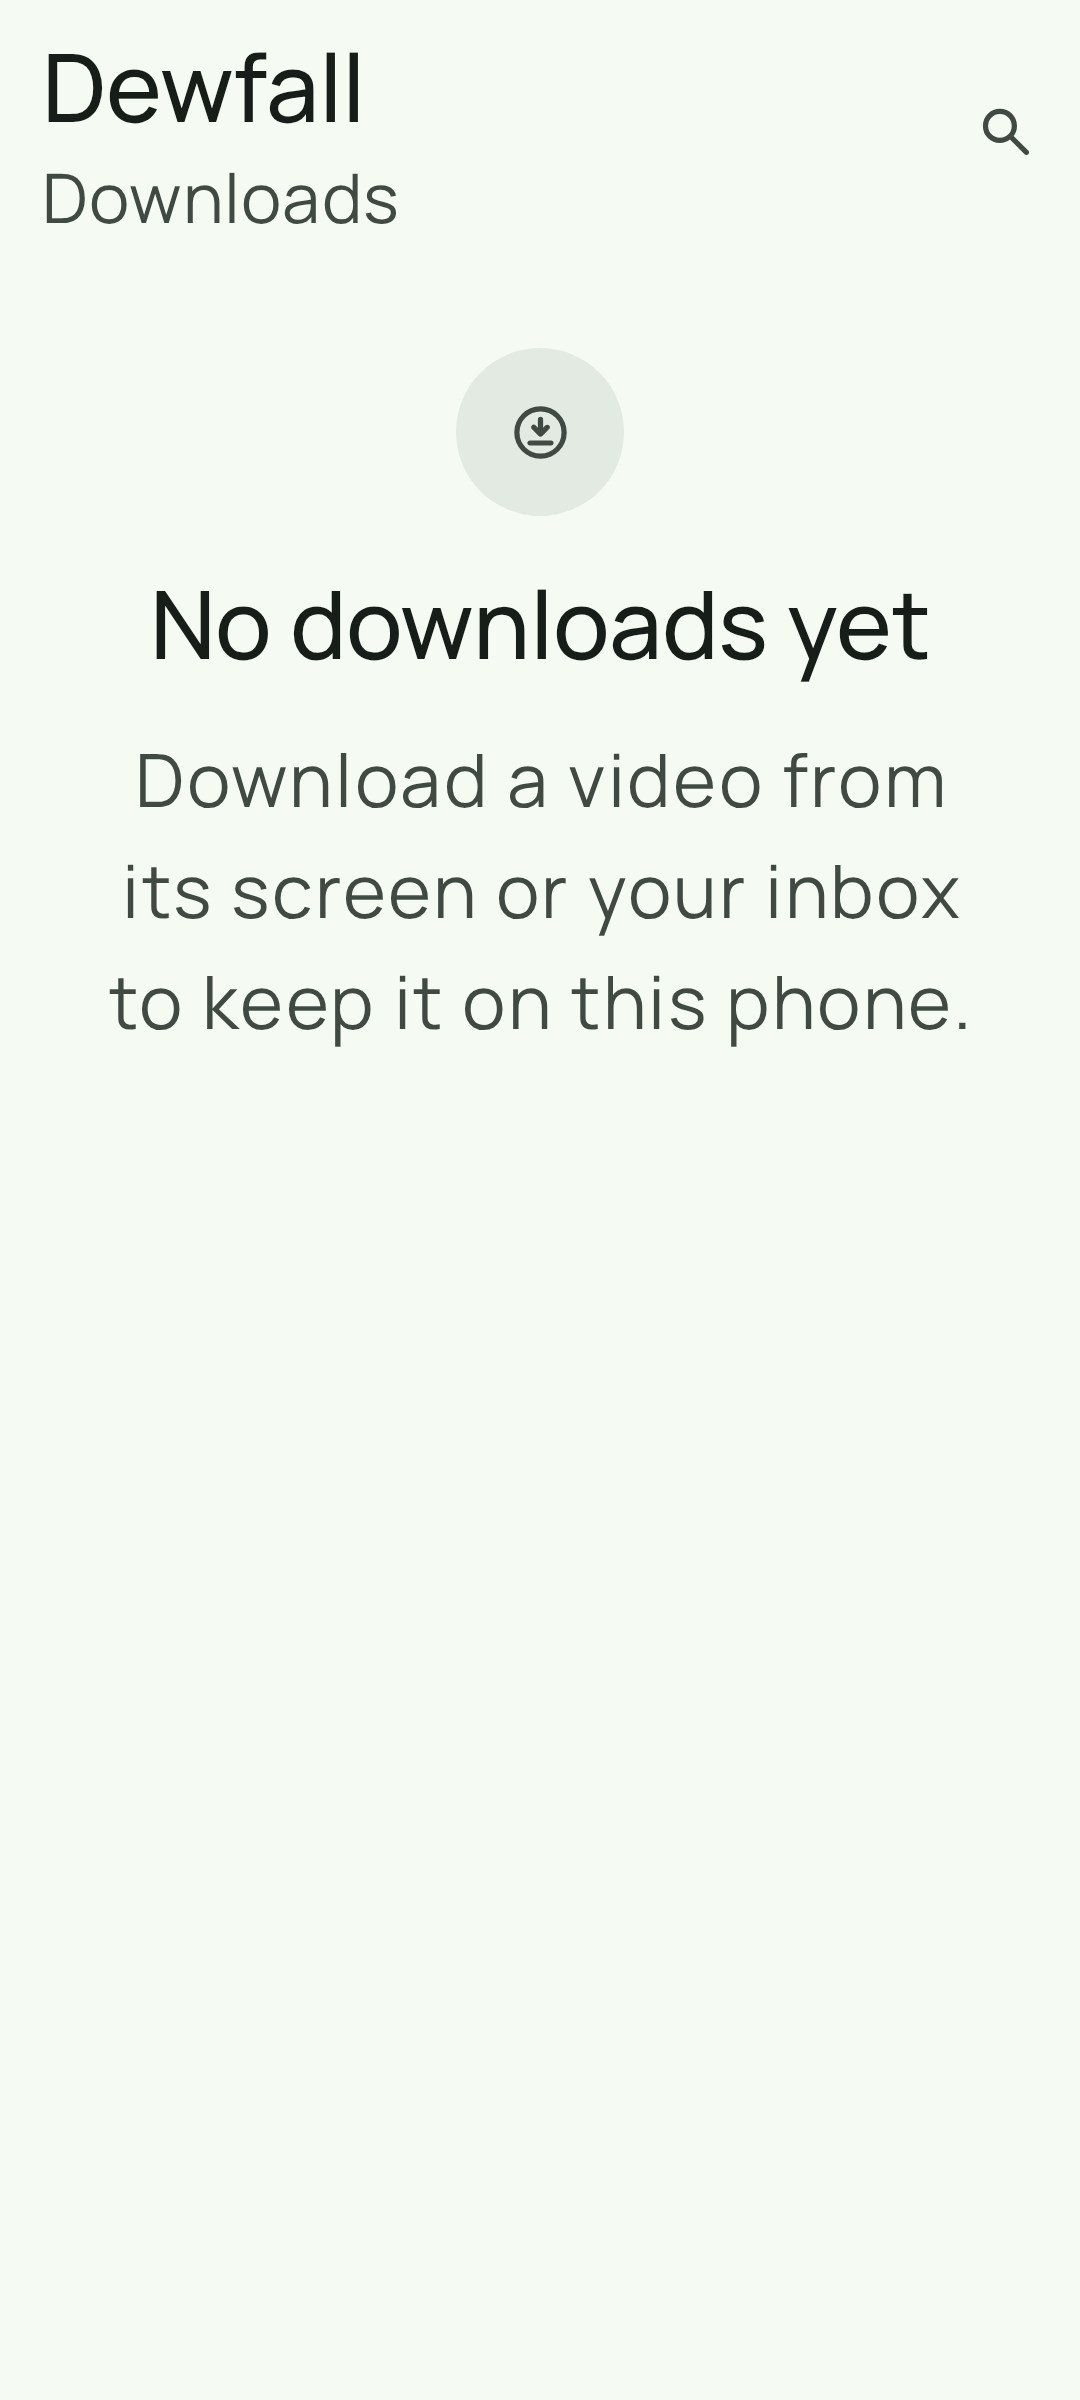 Dewfall
Downloads
No downloads yet
Download a video from
its screen or your inbox
to keep it on this phone.